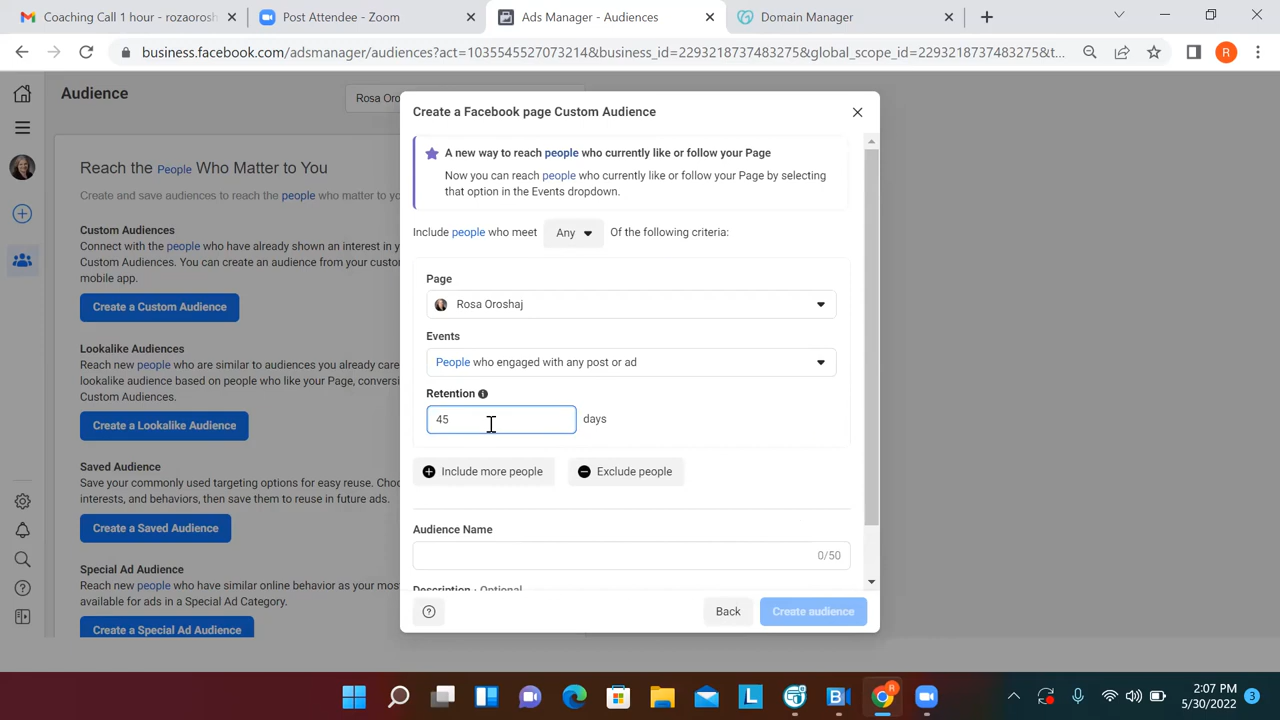 Coaching Call 1 hour - rozaorosh
Post Attendee - Zoom
Ads Manager - Audiences
Domain Manager
business.facebook.com/adsmanager/audiences?act=1035545527073214&business_id=2293218737483275&global_scope_id=2293218737483275&t...
R
Audience
Rosa Oro
Reach the People Who Matter to You
Create and save audiences to reach the people who matter to yo
Custom Audiences
Connect with the people who have already shown an interest in y
Contacts. You can create an audience from your custom
mobile app.
Create a Custom Audience
Lookalike Audiences
Reach new people who are similar to audiences you already care
lookalike audience based on people who like your Page, conversi
Custom Audiences.
Create a Lookalike Audience
Saved Audience
Save your commonly used targeting options for easy reuse. Choo
interests, and behaviors, then save them to reuse in future ads.
Create a Saved Audience
Special Ad Audience
Reach new people who have similar online behavior as your most
available for ads in a Special Ad Category.
Create a Special Ad Audience
Create a Facebook page Custom Audience
A new way to reach people who currently like or follow your Page
Now you can reach people who currently like or follow your Page by selecting
that option in the Events dropdown.
Include people who meet Any Of the following criteria:
Page
Rosa Oroshaj
Events
People who engaged with any post or ad
Retention
45 days
Include more people
Exclude people
Audience Name
0/50
Description · Optional
Back
Create audience
L
B
R
2:07 PM
5/30/2022
3